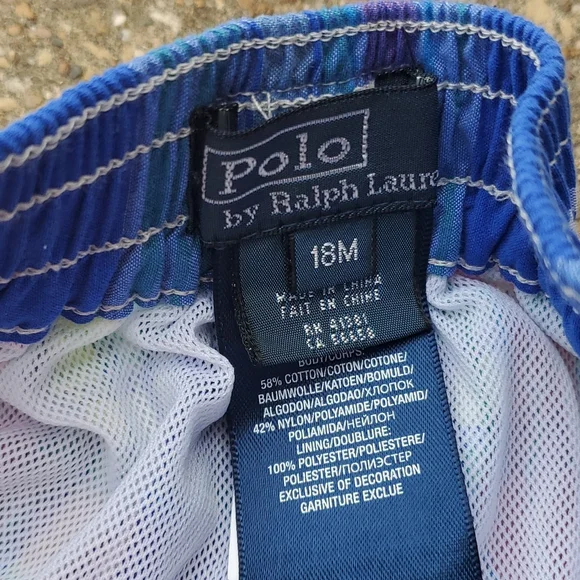 Polo
by Ralph Laure
18M
MADE IN CHINA
FAIT EN CHINE
RN 41381
CA 56658
BODY/CORPS:
58% COTTON/COTON/COTONE/
BAUMWOLLE/KATOEN/BOMULD/
ALGODON/ALGODAO/ХЛОПОК
42% NYLON/POLYAMIDE/POLYAMID/
POLIAMIDA/НЕЙЛОН
LINING/DOUBLURE:
100% POLYESTER/POLIESTERE/
POLIESTER/ПОЛИЭСТЕР
EXCLUSIVE OF DECORATION
GARNITURE EXCLUE